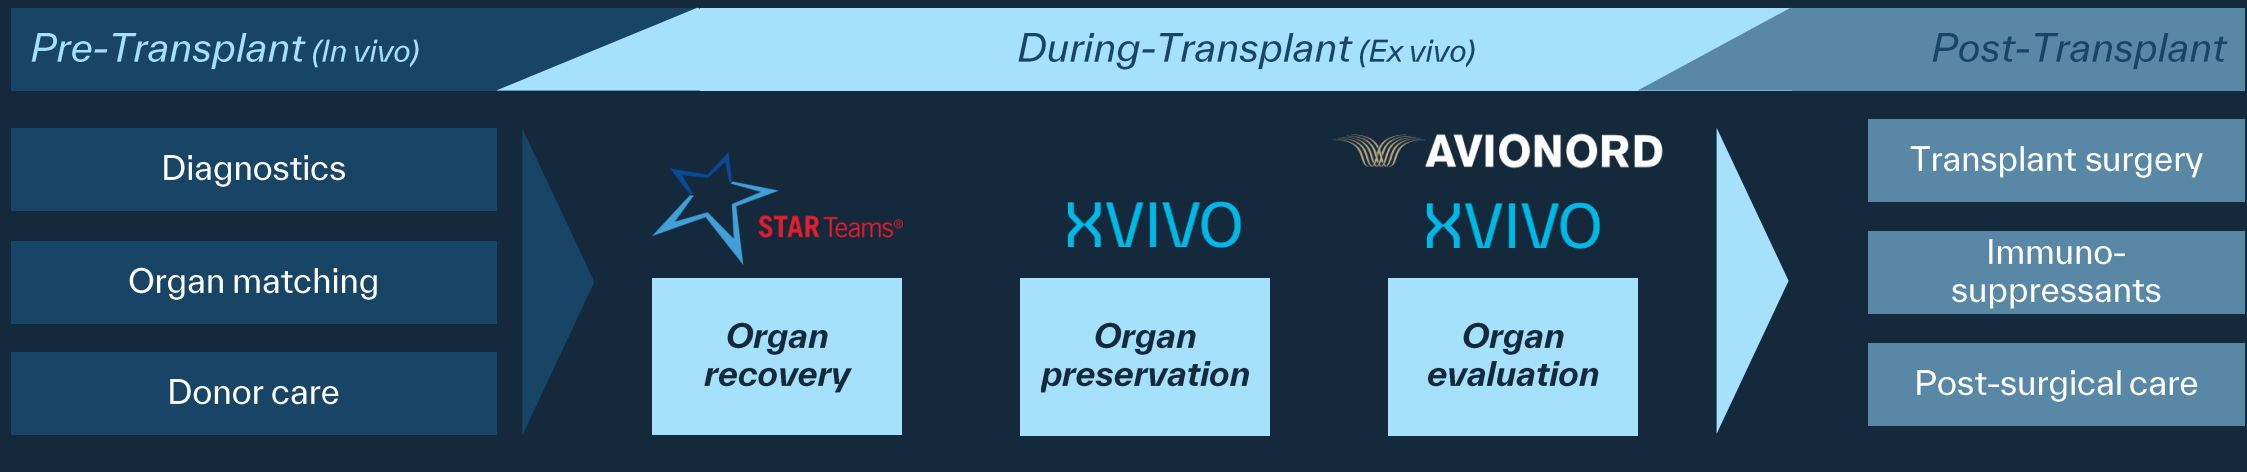 Pre-Transplant (In vivo)
During-Transplant (Ex vivo)
Post-Transplant
Diagnostics
Organ matching
Donor care
STAR Teams®
Organ
recovery
XVIVO
Organ
preservation
AVIONORD
XVIVO
Organ
evaluation
Transplant surgery
Immuno-
suppressants
Post-surgical care